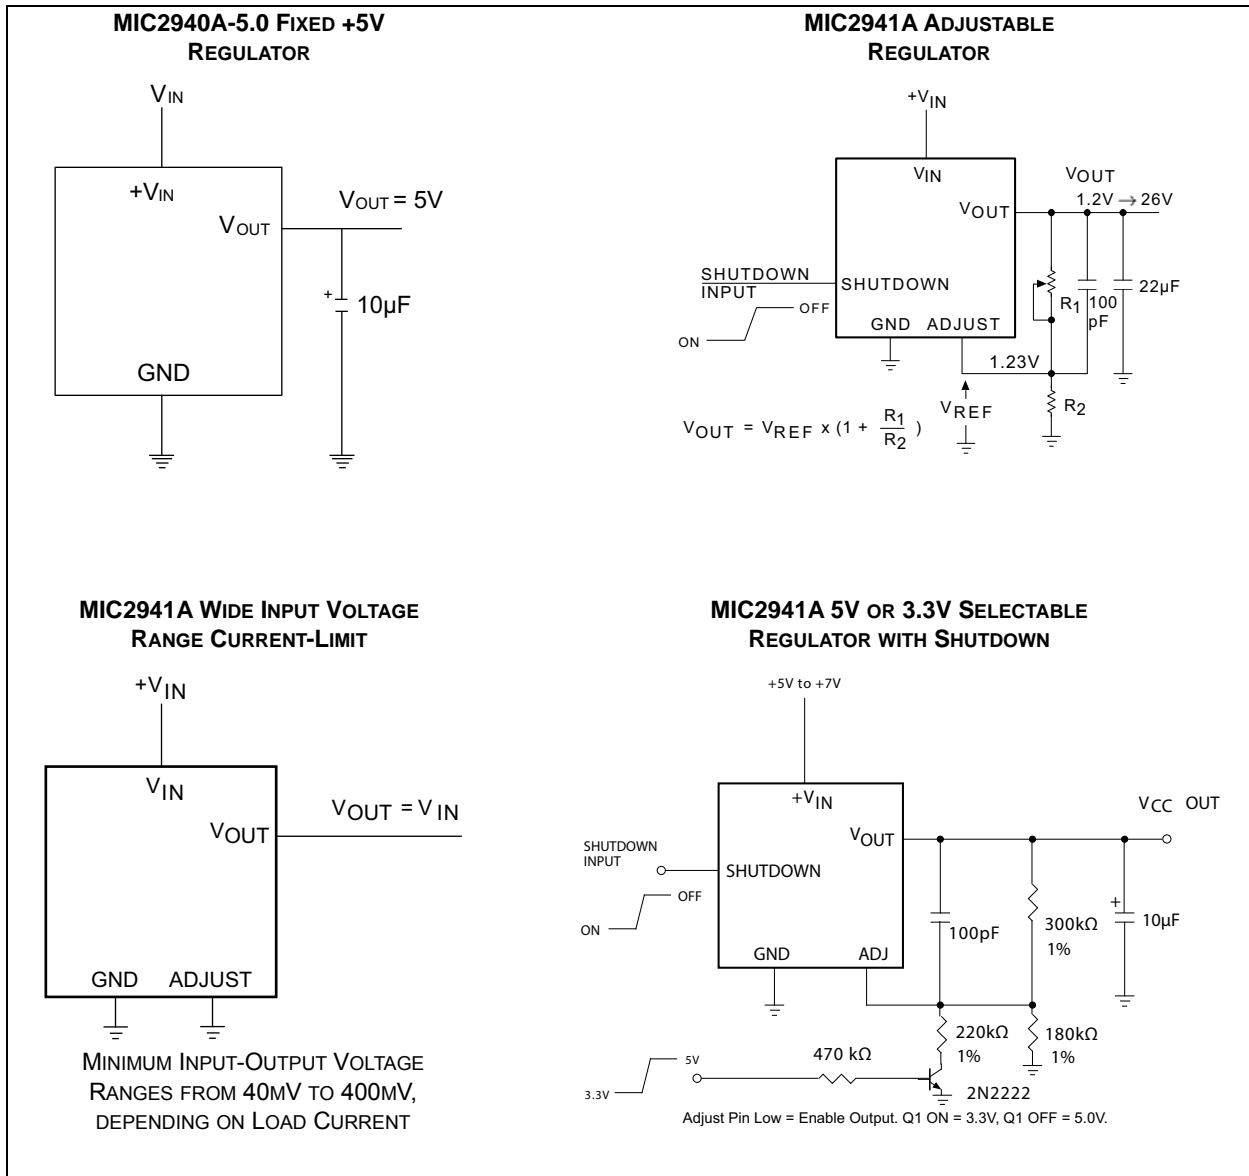 MIC2940A-5.0 FIXED +5V
REGULATOR
VIN
+VIN
VOUT
VOUT = 5V
+
10µF
GND
MIC2941A ADJUSTABLE
REGULATOR
+VIN
VIN
VOUT
VOUT
1.2V → 26V
SHUTDOWN
INPUT
SHUTDOWN
OFF
ON
GND
ADJUST
R1
100
pF
22µF
1.23V
VREF
R2
VOUT = VREF x (1 + R1
R2 )
MIC2941A WIDE INPUT VOLTAGE
RANGE CURRENT-LIMIT
+VIN
VIN
VOUT
VOUT = VIN
GND
ADJUST
MINIMUM INPUT-OUTPUT VOLTAGE
RANGES FROM 40MV TO 400MV,
DEPENDING ON LOAD CURRENT
MIC2941A 5V OR 3.3V SELECTABLE
REGULATOR WITH SHUTDOWN
+5V to +7V
+VIN
VOUT
VCC OUT
SHUTDOWN
INPUT
SHUTDOWN
OFF
ON
GND
ADJ
100pF
300kΩ
1%
+
10µF
220kΩ
1%
180kΩ
1%
470 kΩ
5V
3.3V
2N2222
Adjust Pin Low = Enable Output. Q1 ON = 3.3V, Q1 OFF = 5.0V.